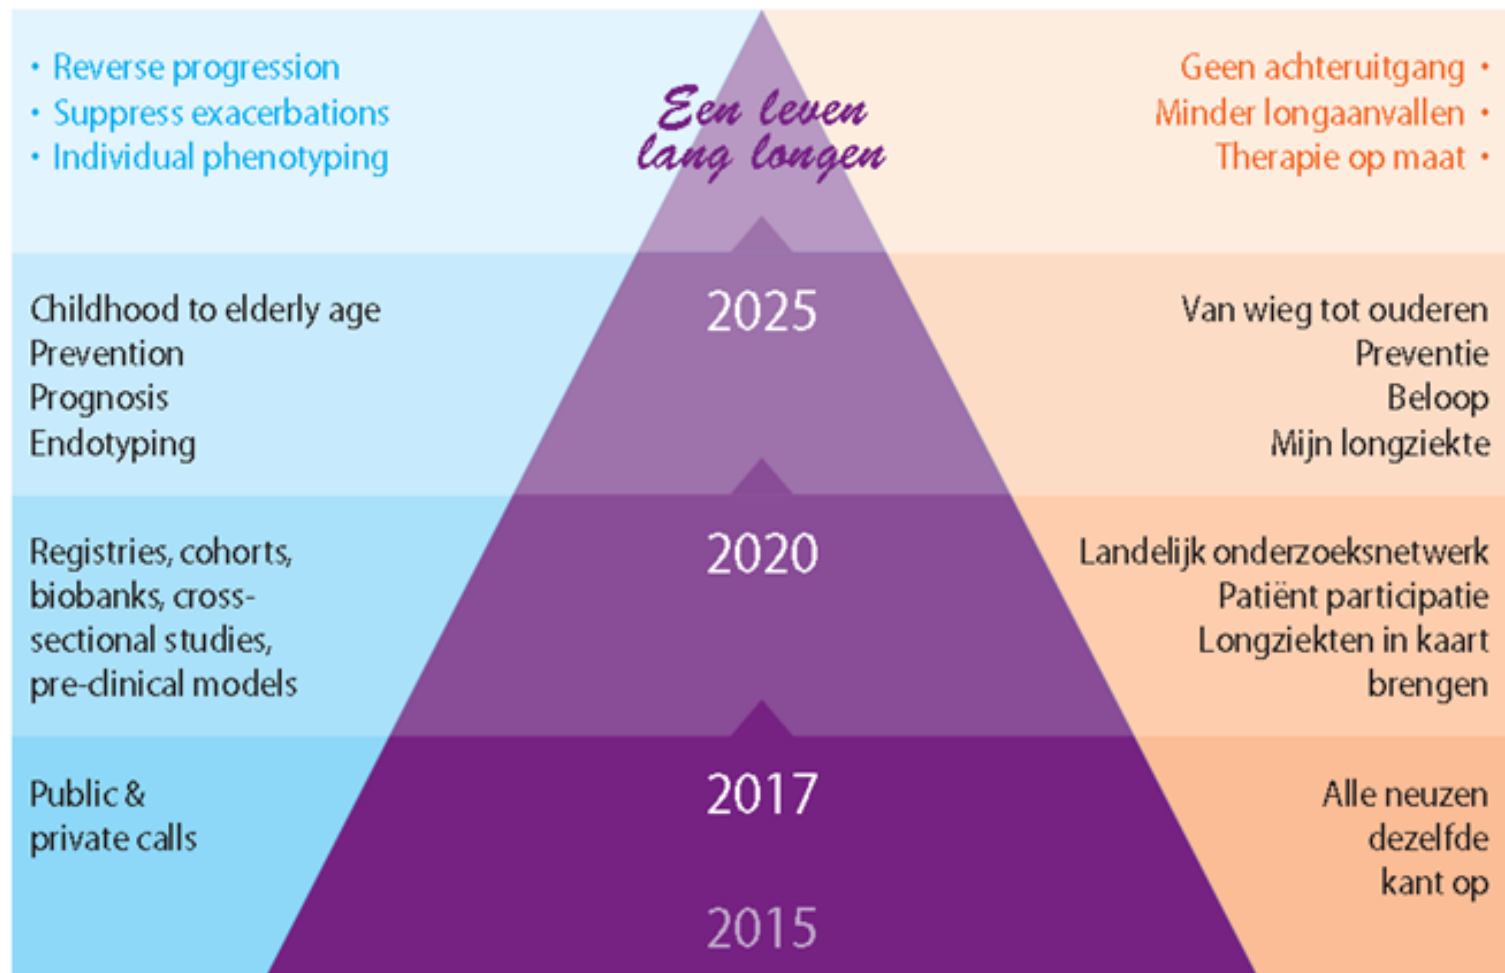 • Reverse progression
• Suppress exacerbations
• Individual phenotyping
Een leven
lang longen
Geen achteruitgang •
Minder longaanvallen •
Therapie op maat •
Childhood to elderly age
Prevention
Prognosis
Endotyping
2025
Van wieg tot ouderen
Preventie
Beloop
Mijn longziekte
Registries, cohorts,
biobanks, cross-
sectional studies,
pre-clinical models
2020
Landelijk onderzoeksnetwerk
Patiënt participatie
Longziekten in kaart
brengen
Public &
private calls
2017
Alle neuzen
dezelfde
kant op
2015